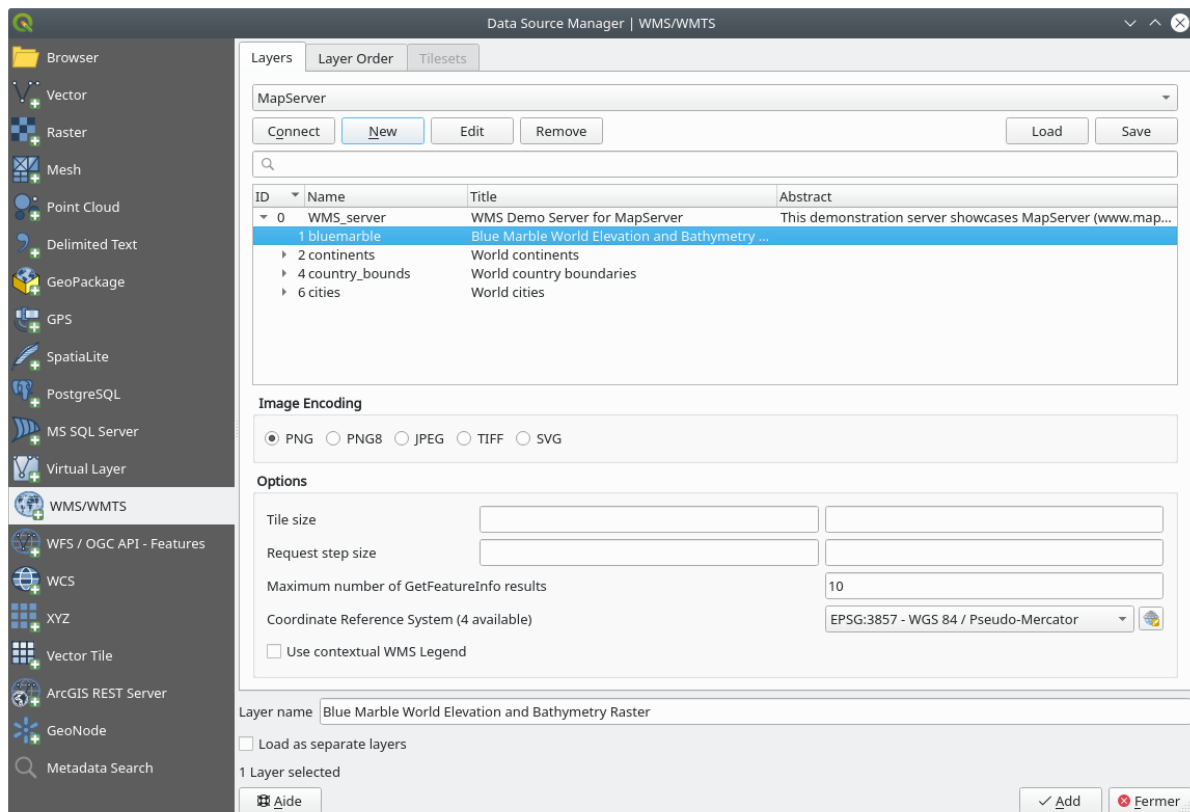 Data Source Manager | WMS/WMTS
Browser
Vector
Raster
Mesh
Point Cloud
Delimited Text
GeoPackage
GPS
SpatiaLite
PostgreSQL
MS SQL Server
Virtual Layer
WMS/WMTS
WFS / OGC API - Features
WCS
XYZ
Vector Tile
ArcGIS REST Server
GeoNode
Metadata Search
Layers Layer Order Tilesets
MapServer
Connect New Edit Remove Load Save
ID Name Title Abstract
0 WMS_server WMS Demo Server for MapServer This demonstration server showcases MapServer (www.map...
1 bluemarble Blue Marble World Elevation and Bathymetry ...
2 continents World continents
4 country_bounds World country boundaries
6 cities World cities
Image Encoding
PNG PNG8 JPEG TIFF SVG
Options
Tile size
Request step size
Maximum number of GetFeatureInfo results 10
Coordinate Reference System (4 available) EPSG:3857 - WGS 84 / Pseudo-Mercator
Use contextual WMS Legend
Layer name Blue Marble World Elevation and Bathymetry Raster
Load as separate layers
1 Layer selected
Aide Add Fermer